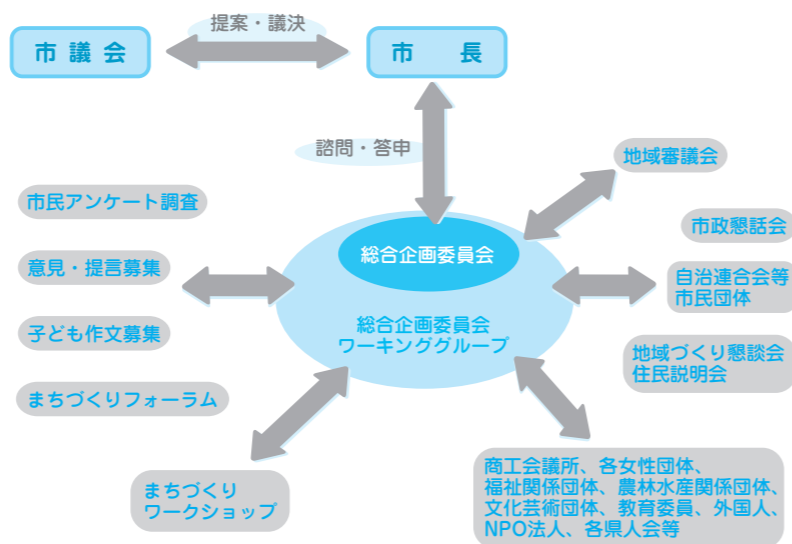 提案・議決
市議会
市　長
諮問・答申
地域審議会
市民アンケート調査
市政懇話会
総合企画委員会
意見・提言募集
自治連合会等
市民団体
総合企画委員会
ワーキンググループ
子ども作文募集
地域づくり懇談会
住民説明会
まちづくりフォーラム
まちづくり
ワークショップ
商工会議所、各女性団体、
福祉関係団体、農林水産関係団体、
文化芸術団体、教育委員、外国人、
NPO法人、各県人会等